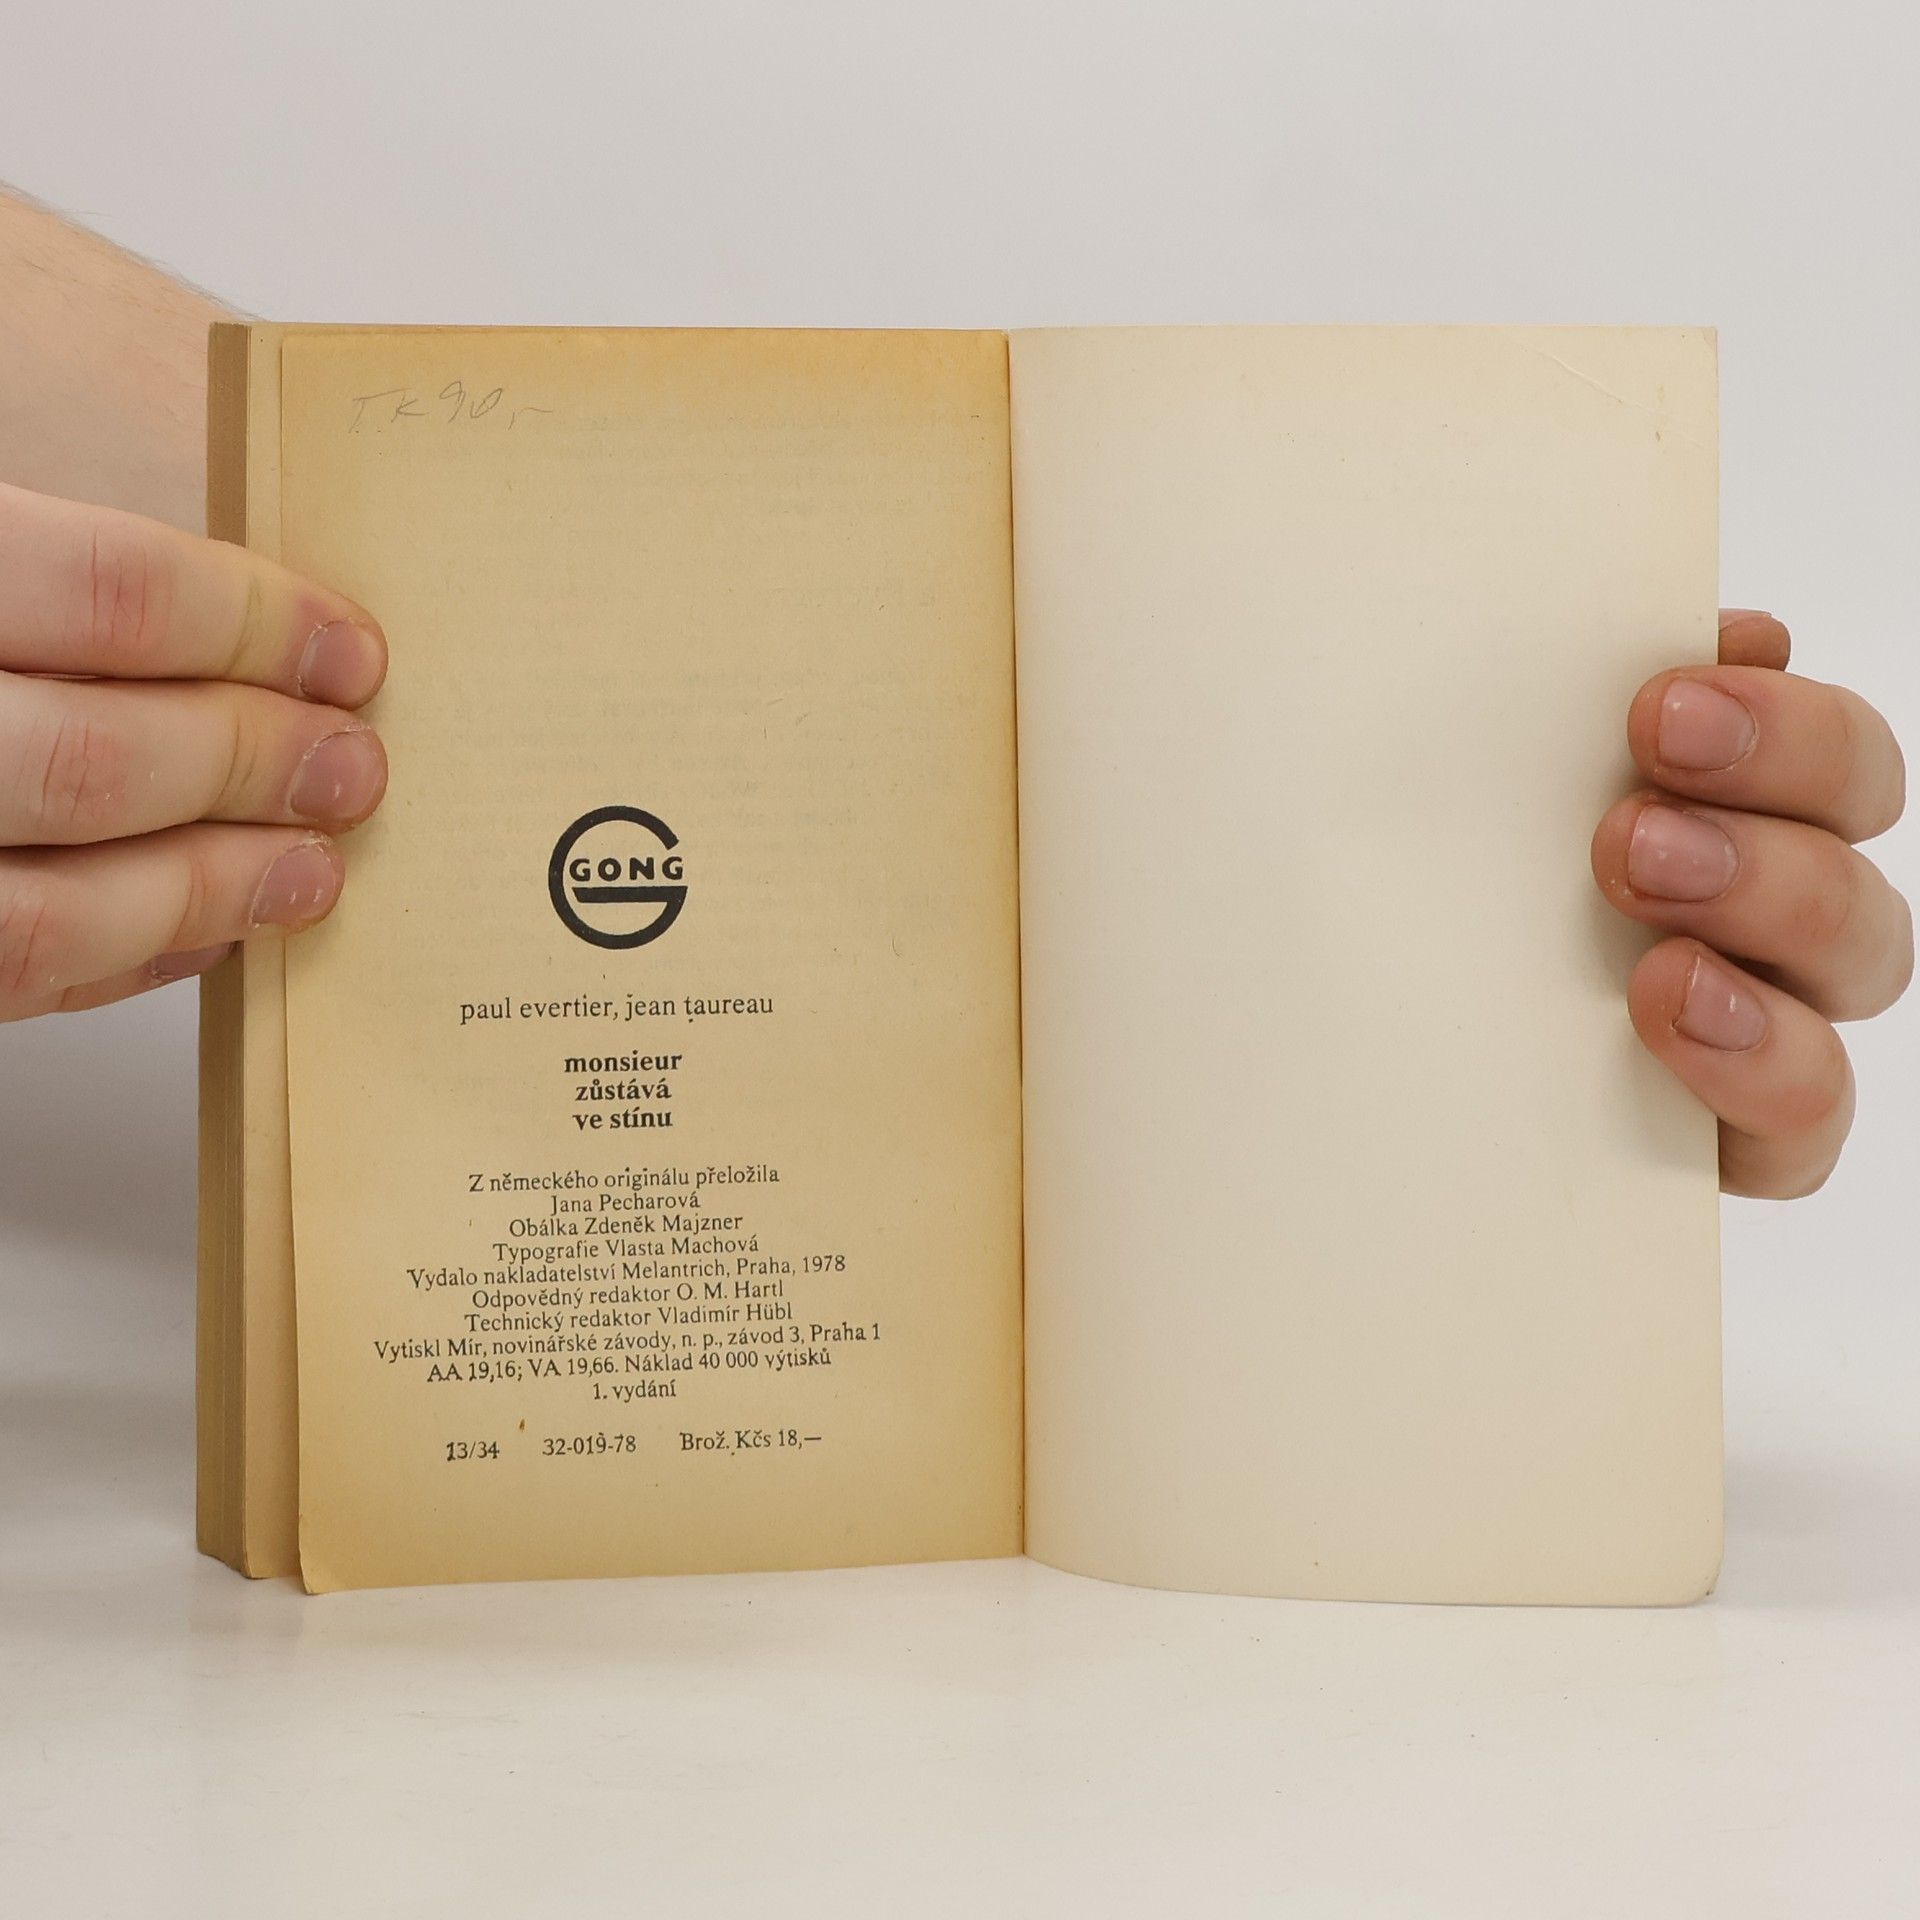 T. K 90,-
GONG
paul evertier, jean taureau
monsieur
zůstává
ve stínu
Z německého originálu přeložila
Jana Pecharová
Obálka Zdeněk Majzner
Typografie Vlasta Machová
Vydalo nakladatelství Melantrich, Praha, 1978
Odpovědný redaktor O. M. Hartl
Technický redaktor Vladimír Hübl
Vytiskl Mír, novinářské závody, n. p., závod 3, Praha 1
AA 19,16; VA 19,66. Náklad 40 000 výtisků
1. vydání
13/34 32-019-78 Brož. Kčs 18,—